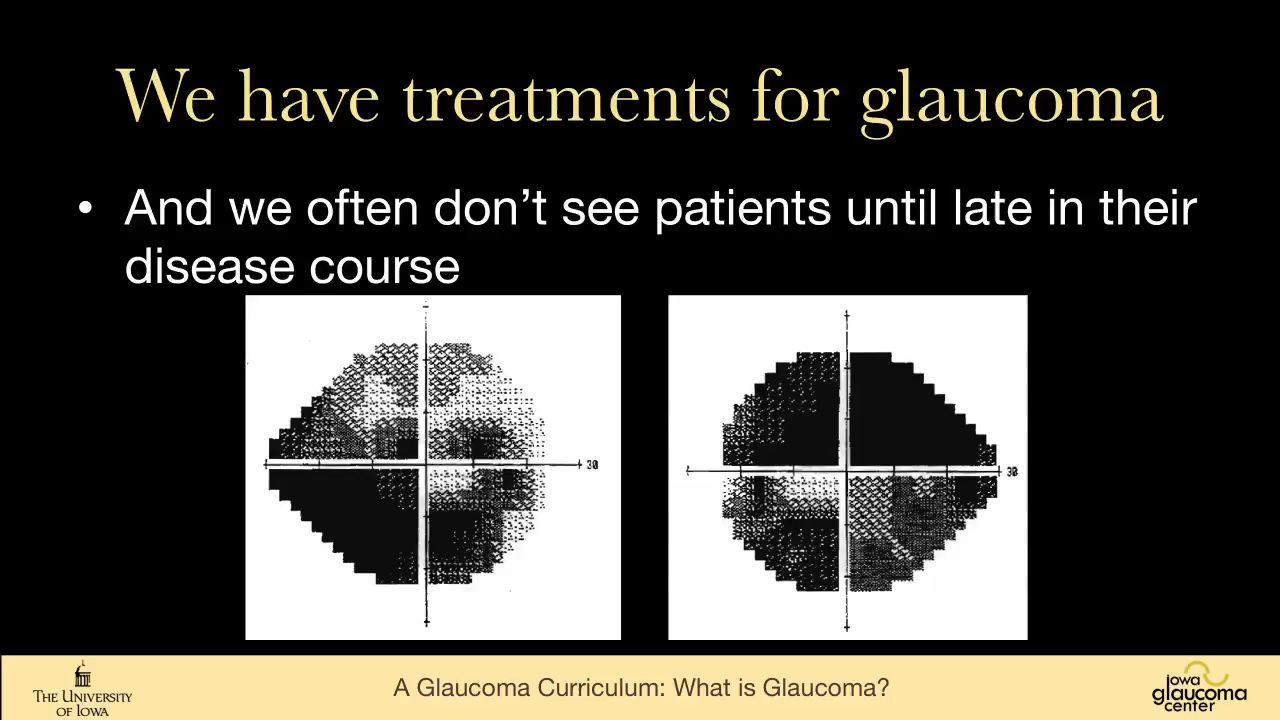 We have treatments for glaucoma
• And we often don’t see patients until late in their
disease course
30
30
THE UNIVERSITY
OF IOWA
A Glaucoma Curriculum: What is Glaucoma?
iowa
glaucoma
center